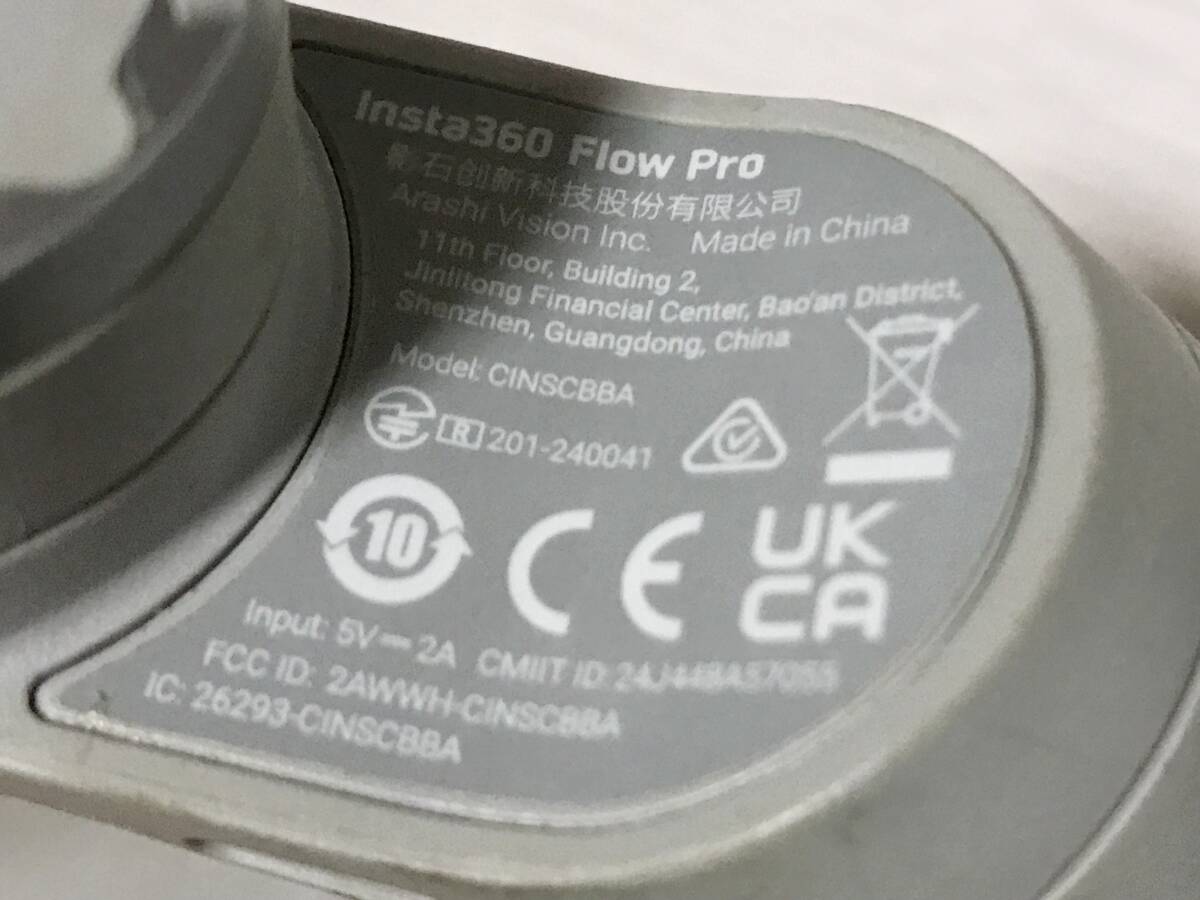 Insta360 Flow Pro
影石创新科技股份有限公司
Arashi Vision Inc. Made in China
11th Floor, Building 2,
Jinlitong Financial Center, Bao'an District,
Shenzhen, Guangdong, China
Model: CINSCBBA
R 201-240041
10
CE
UK
CA
Input: 5V⎓2A CMIIT ID: 24J448A57055
FCC ID: 2AWWH-CINSCBBA
IC: 26293-CINSCBBA